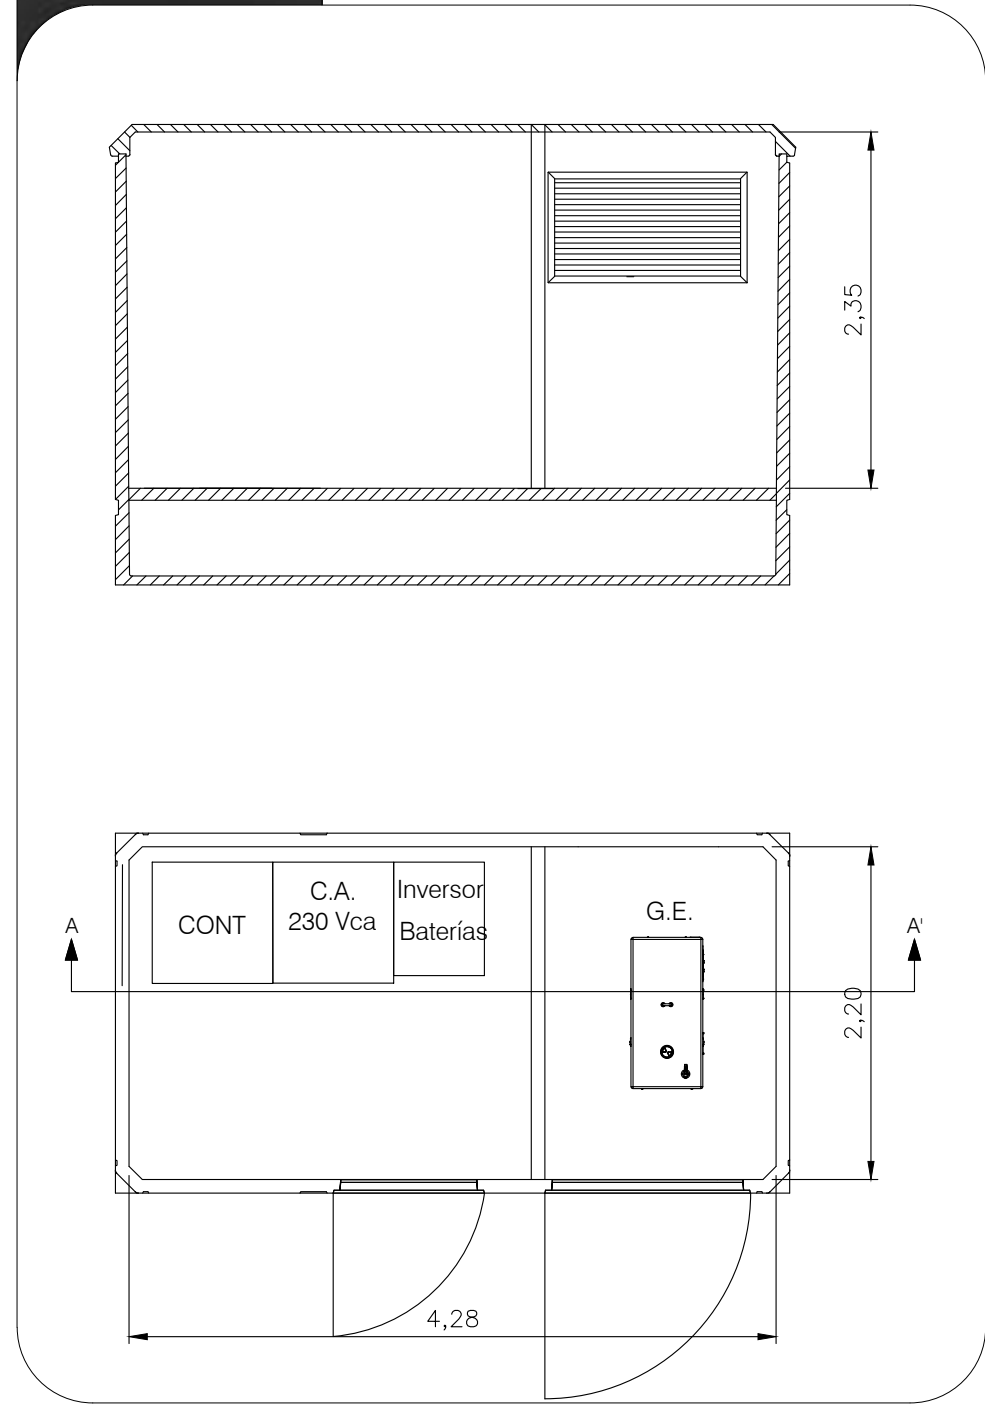 2,35
C.A.
Inversor
230 Vca
CONT
Baterías
G.E.
A
A'
2,20
4,28